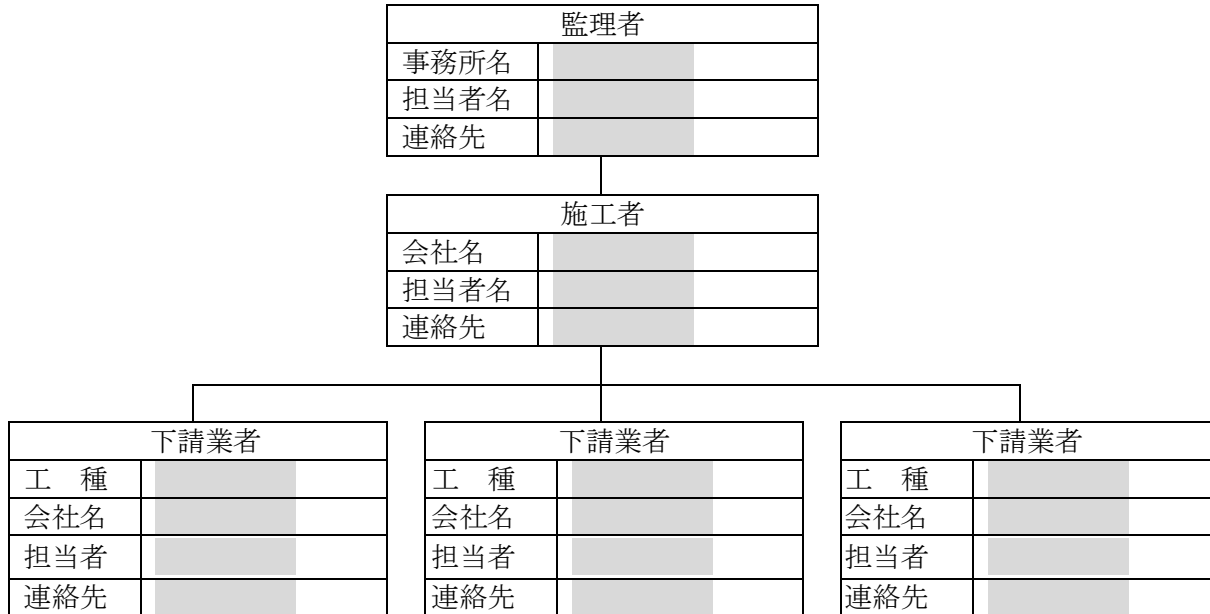 監理者
事務所名
担当者名
連絡先
施工者
会社名
担当者名
連絡先
下請業者 下請業者 下請業者
工　種 工　種 工　種
会社名 会社名 会社名
担当者 担当者 担当者
連絡先 連絡先 連絡先